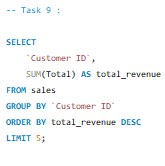 -- Task 9 :
SELECT
`Customer ID`,
SUM(Total) AS total_revenue
FROM sales
GROUP BY `Customer ID`
ORDER BY total_revenue DESC
LIMIT 5;